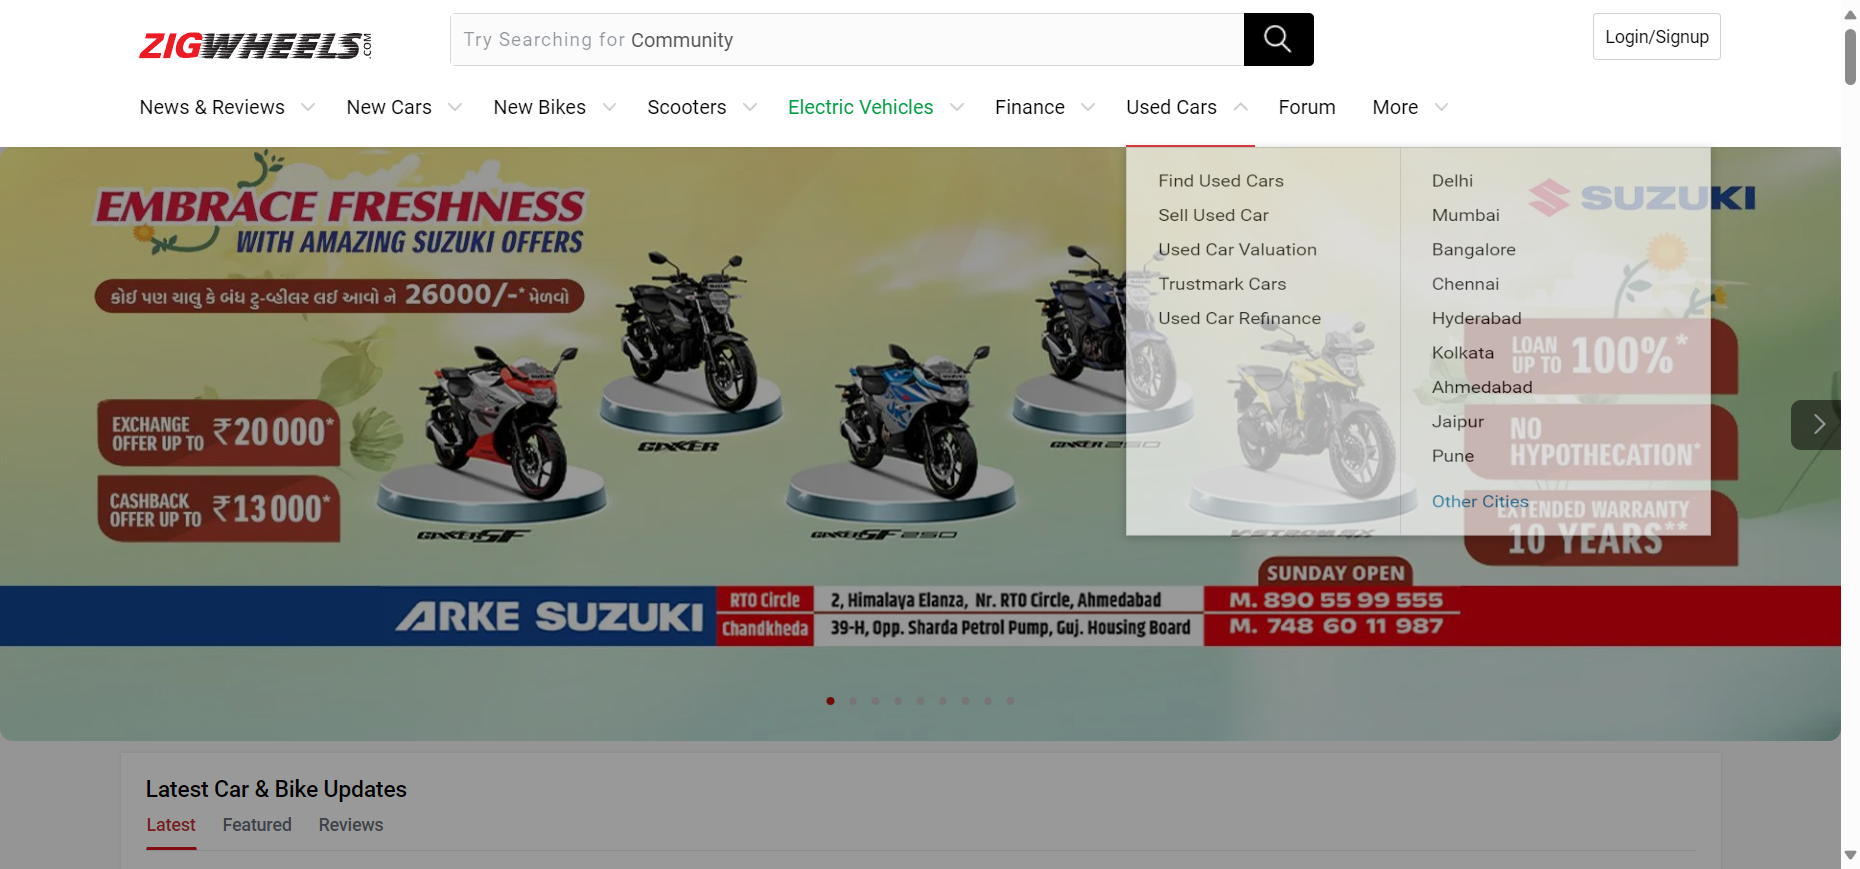 ZIGWHEELS.COM
Try Searching for Community
Login/Signup
News & Reviews
New Cars
New Bikes
Scooters
Electric Vehicles
Finance
Used Cars
Forum
More
EMBRACE FRESHNESS
WITH AMAZING SUZUKI OFFERS
કોઈ પણ ચાલુ કે બંધ ટુ-વ્હીલર લઈ આવો ને 26000/-* મેળવો
EXCHANGE
OFFER UP TO ₹20000*
CASHBACK
OFFER UP TO ₹13000*
GIXXER
GIXXER 250
GIXXER SF
GIXXER SF 250
V-STROM SX
Find Used Cars
Sell Used Car
Used Car Valuation
Trustmark Cars
Used Car Refinance
Delhi
Mumbai
Bangalore
Chennai
Hyderabad
Kolkata
Ahmedabad
Jaipur
Pune
Other Cities
SUZUKI
LOAN
UP TO 100%*
NO
HYPOTHECATION*
EXTENDED WARRANTY
10 YEARS**
SUNDAY OPEN
ARKE SUZUKI
RTO Circle
2, Himalaya Elanza, Nr. RTO Circle, Ahmedabad
M. 890 55 99 555
Chandkheda
39-H, Opp. Sharda Petrol Pump, Guj. Housing Board
M. 748 60 11 987
Latest Car & Bike Updates
Latest
Featured
Reviews